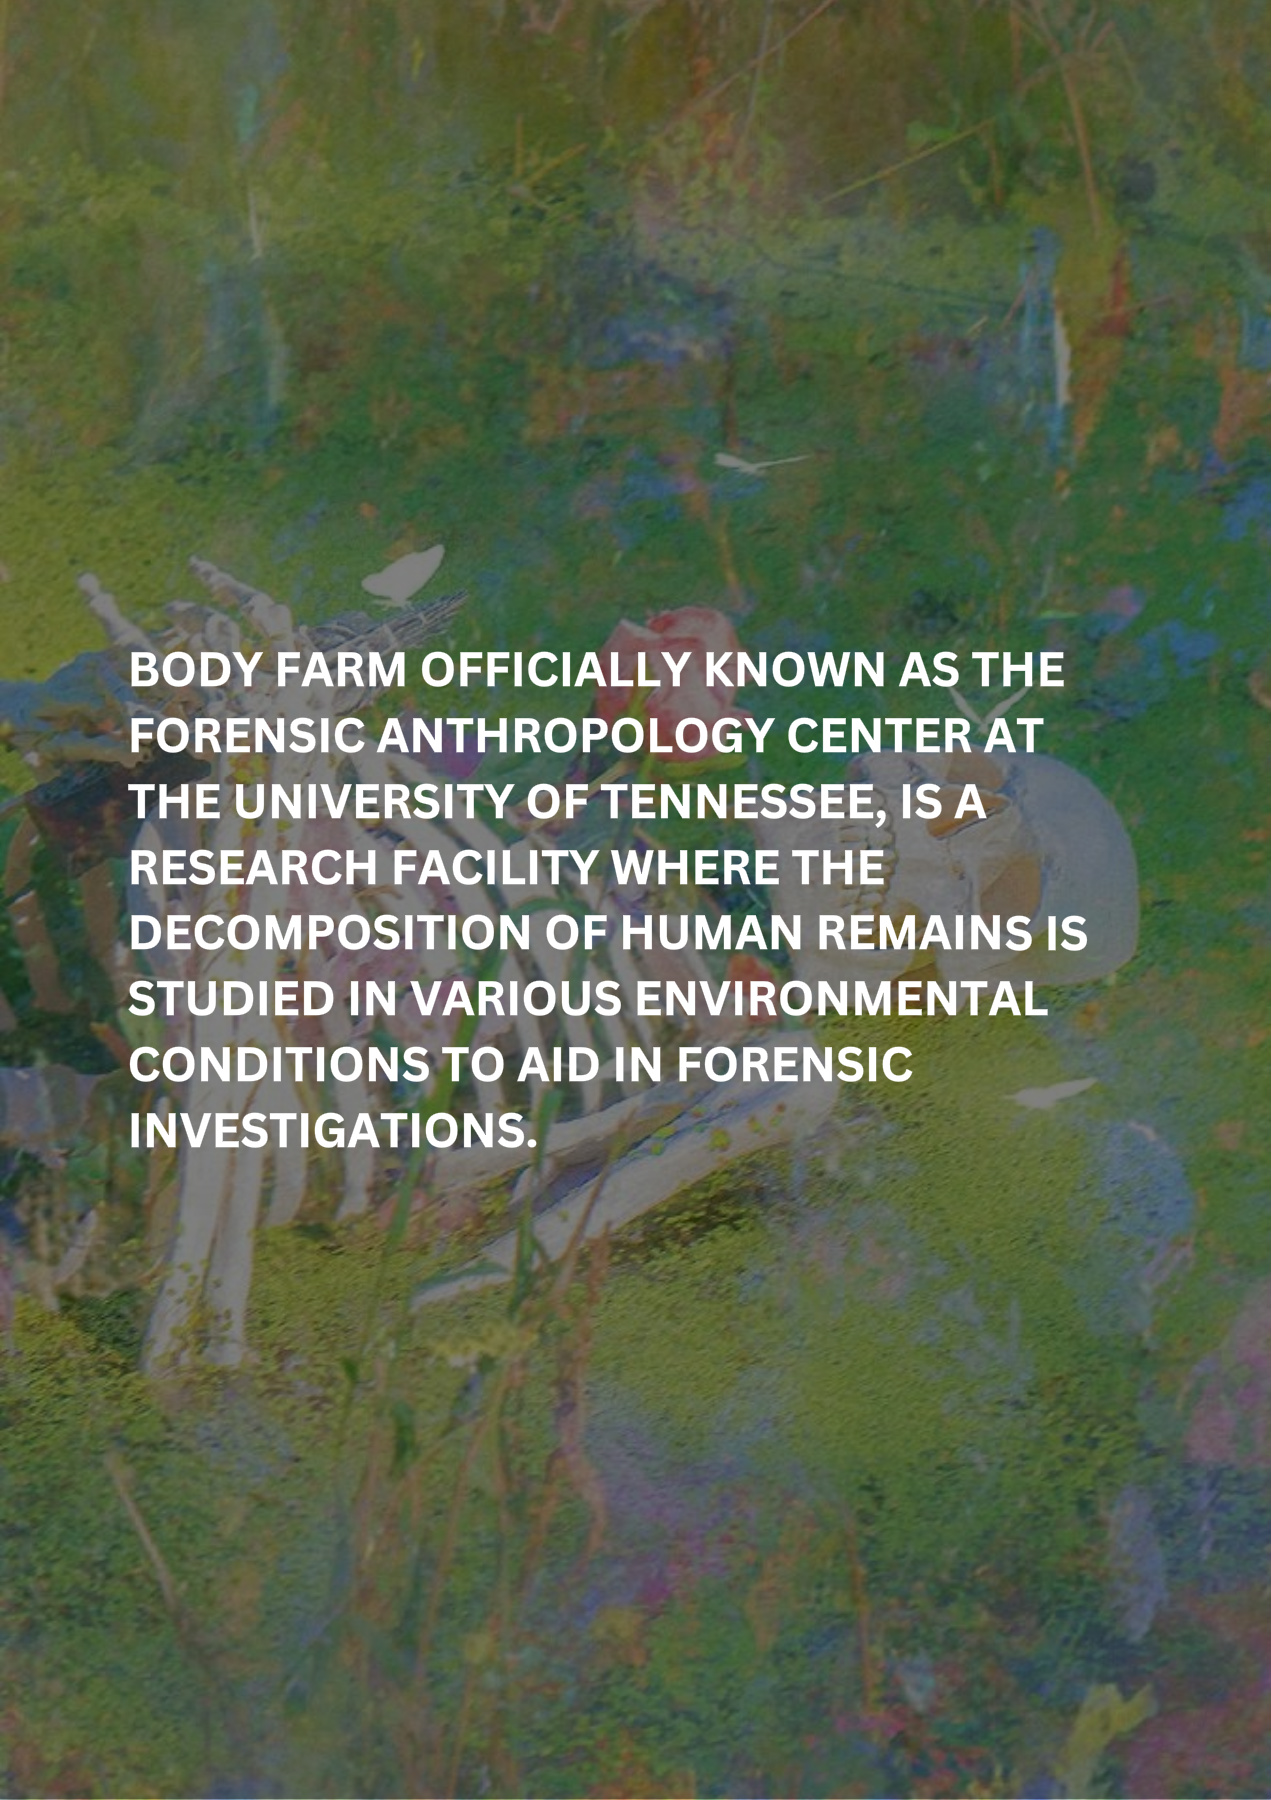 BODY FARM OFFICIALLY KNOWN AS THE
FORENSIC ANTHROPOLOGY CENTER AT
THE UNIVERSITY OF TENNESSEE, IS A
RESEARCH FACILITY WHERE THE
DECOMPOSITION OF HUMAN REMAINS IS
STUDIED IN VARIOUS ENVIRONMENTAL
CONDITIONS TO AID IN FORENSIC
INVESTIGATIONS.